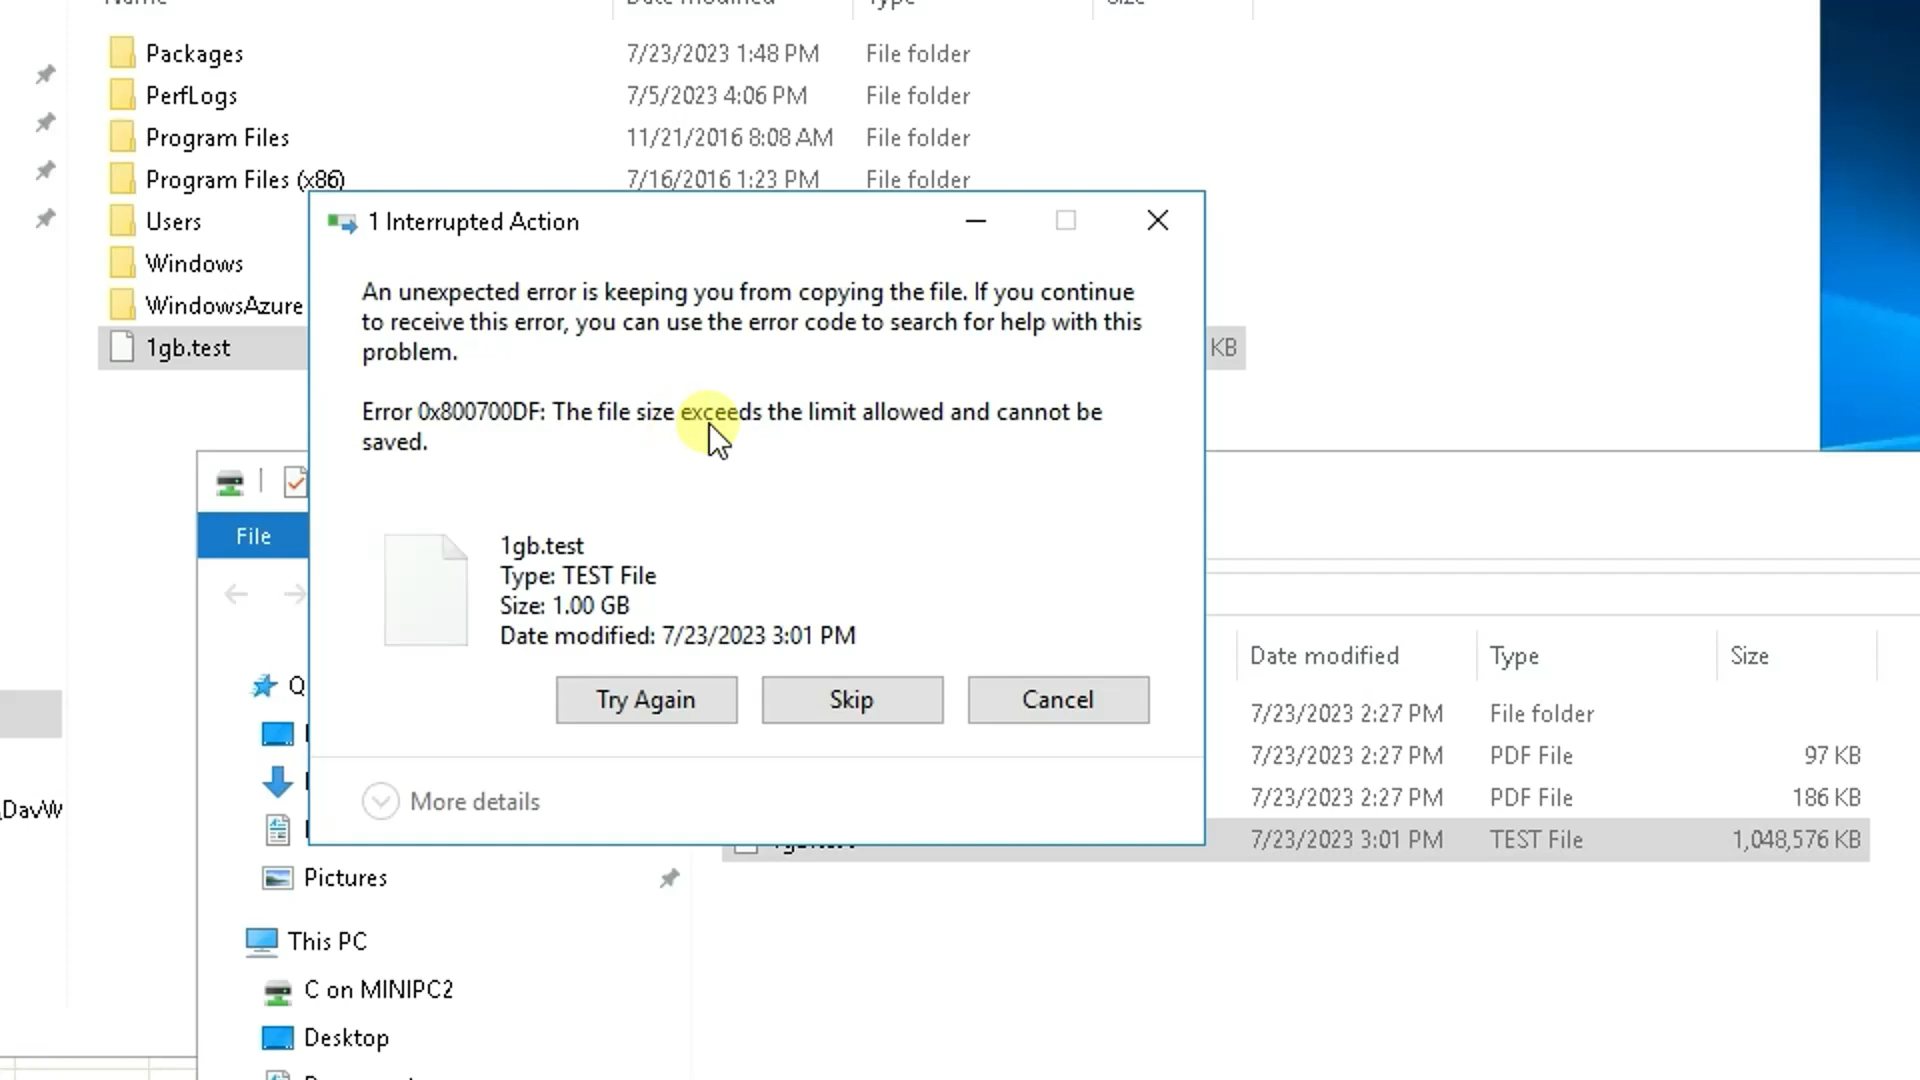 Name Date modified Type Size
Packages 7/23/2023 1:48 PM File folder
PerfLogs 7/5/2023 4:06 PM File folder
Program Files 11/21/2016 8:08 AM File folder
Program Files (x86) 7/16/2016 1:23 PM File folder
Users
Windows
WindowsAzure
1gb.test KB
1 Interrupted Action
An unexpected error is keeping you from copying the file. If you continue
to receive this error, you can use the error code to search for help with this
problem.
Error 0x800700DF: The file size exceeds the limit allowed and cannot be
saved.
1gb.test
Type: TEST File
Size: 1.00 GB
Date modified: 7/23/2023 3:01 PM
Try Again Skip Cancel
More details
File
Date modified Type Size
7/23/2023 2:27 PM File folder
7/23/2023 2:27 PM PDF File 97 KB
7/23/2023 2:27 PM PDF File 186 KB
7/23/2023 3:01 PM TEST File 1,048,576 KB
Q
Pictures
This PC
C on MINIPC2
Desktop